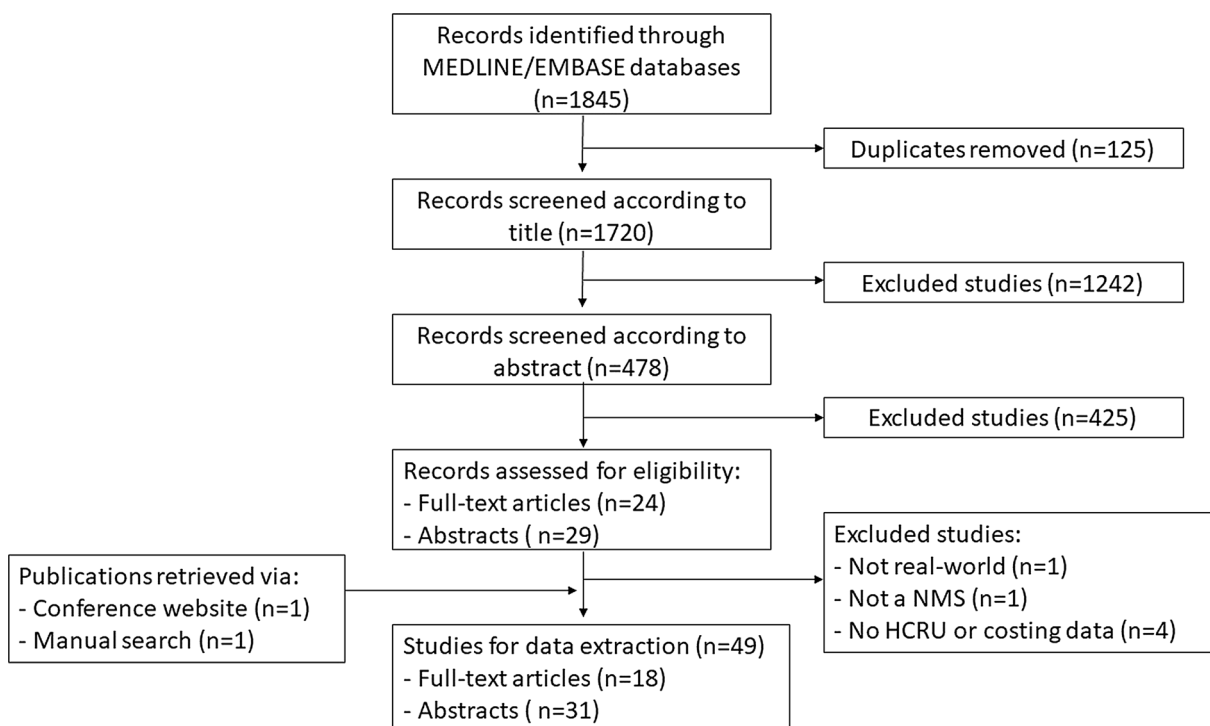 Records identified through
MEDLINE/EMBASE databases
(n=1845)
Duplicates removed (n=125)
Records screened according to
title (n=1720)
Excluded studies (n=1242)
Records screened according to
abstract (n=478)
Excluded studies (n=425)
Records assessed for eligibility:
- Full-text articles (n=24)
- Abstracts ( n=29)
Excluded studies:
- Not real-world (n=1)
- Not a NMS (n=1)
- No HCRU or costing data (n=4)
Publications retrieved via:
- Conference website (n=1)
- Manual search (n=1)
Studies for data extraction (n=49)
- Full-text articles (n=18)
- Abstracts ( n=31)